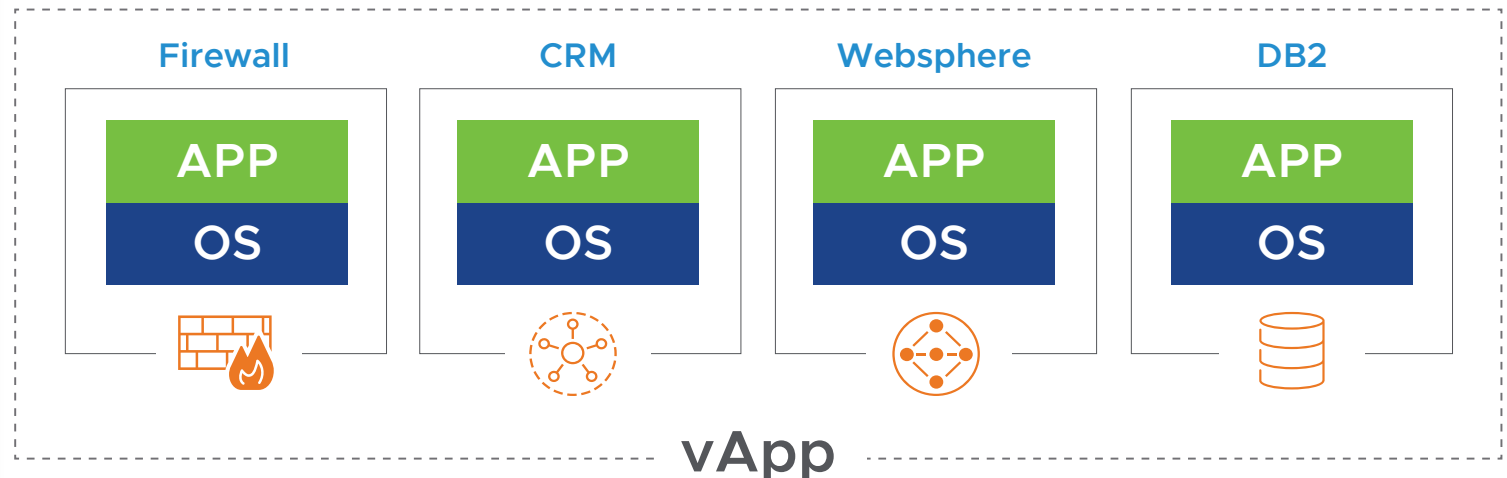 Firewall
CRM
Websphere
DB2
APP
OS
APP
OS
APP
OS
APP
OS
vApp